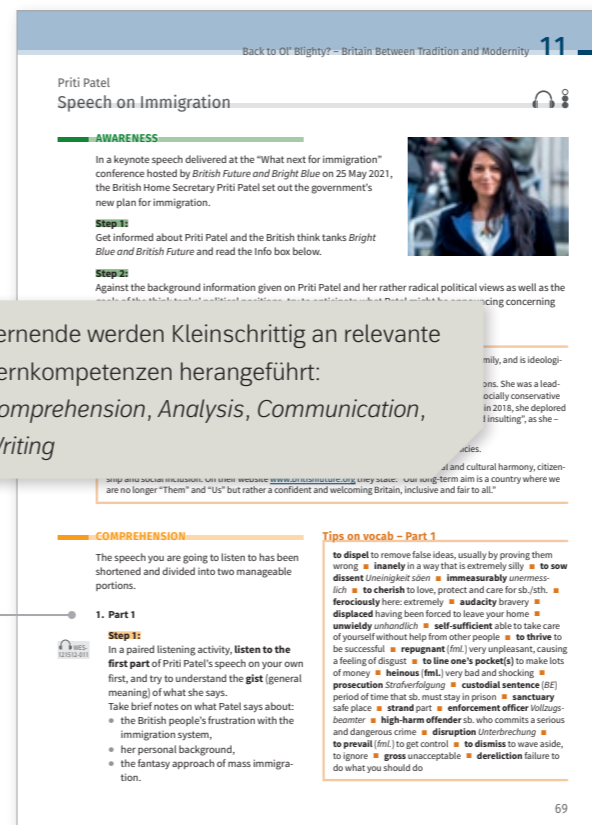 Back to Ol' Blighty? – Britain Between Tradition and Modernity 11
Priti Patel
Speech on Immigration
AWARENESS
In a keynote speech delivered at the "What next for immigration"
conference hosted by British Future and Bright Blue on 25 May 2021,
the British Home Secretary Priti Patel set out the government's
new plan for immigration.
Step 1:
Get informed about Priti Patel and the British think tanks Bright
Blue and British Future and read the Info box below.
Step 2:
Against the background information given on Priti Patel and her rather radical political views as well as the
ernende werden Kleinschrittig an relevante
ernkompetenzen herangeführt:
omprehension, Analysis, Communication,
Writing
mily, and is ideologi-
ons. She was a lead-
ocially conservative
in 2018, she deplored
insulting", as she –
cies.
al and cultural harmony, citizen-
ship and social inclusion. On their website www.britishfuture.org they state: "Our long-term aim is a country where we
are no longer "Them" and "Us" but rather a confident and welcoming Britain, inclusive and fair to all."
COMPREHENSION
The speech you are going to listen to has been
shortened and divided into two manageable
portions.
1. Part 1
Step 1:
WES-
121512-011
In a paired listening activity, listen to the
first part of Priti Patel's speech on your own
first, and try to understand the gist (general
meaning) of what she says.
Take brief notes on what Patel says about:
• the British people's frustration with the
immigration system,
• her personal background,
• the fantasy approach of mass immigra-
tion.
Tips on vocab – Part 1
to dispel to remove false ideas, usually by proving them
wrong ■ inanely in a way that is extremely silly ■ to sow
dissent Uneinigkeit säen ■ immeasurably unermess-
lich ■ to cherish to love, protect and care for sb./sth. ■
ferociously here: extremely ■ audacity bravery ■
displaced having been forced to leave your home ■
unwieldy unhandlich ■ self-sufficient able to take care
of yourself without help from other people ■ to thrive to
be successful ■ repugnant (fml.) very unpleasant, causing
a feeling of disgust ■ to line one's pocket(s) to make lots
of money ■ heinous (fml.) very bad and shocking ■
prosecution Strafverfolgung ■ custodial sentence (BE)
period of time that sb. must stay in prison ■ sanctuary
safe place ■ strand part ■ enforcement officer Vollzugs-
beamter ■ high-harm offender sb. who commits a serious
and dangerous crime ■ disruption Unterbrechung ■
to prevail (fml.) to get control ■ to dismiss to wave aside,
to ignore ■ gross unacceptable ■ dereliction failure to
do what you should do
69